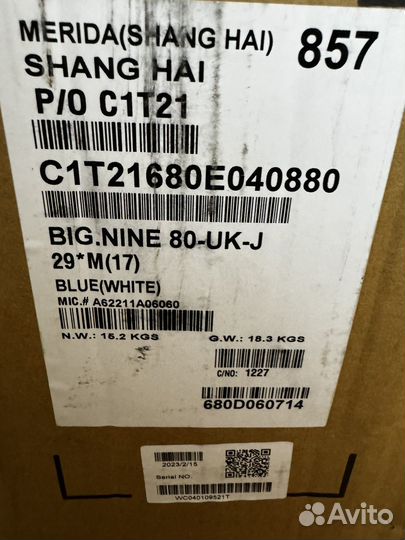 MERIDA(SHANG HAI) 857
SHANG HAI
P/O C1T21
C1T21680E040880
BIG.NINE 80-UK-J
29*M(17)
BLUE(WHITE)
MIC.# A62211A06060
N.W.: 15.2 KGS G.W.: 18.3 KGS
C/NO: 1227
680D060714
2023/2/15
Serial NO.
WC040109521T
Avito